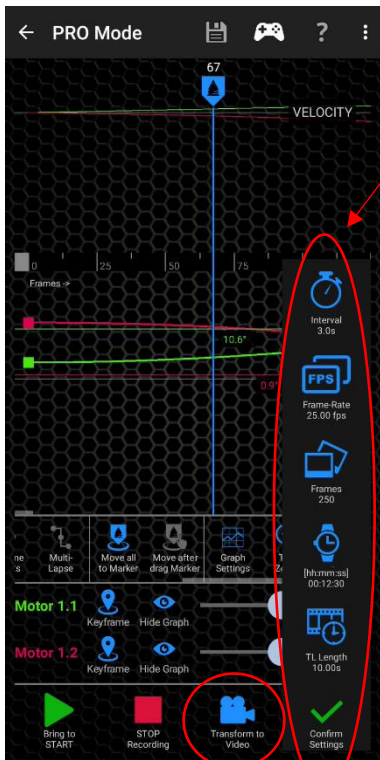 PRO Mode
?
67
VELOCITY
0
25
50
75
Frames ->
10.6°
0.9°
Interval
3.0s
FPS
Frame-Rate
25.00 fps
Frames
250
[hh:mm:ss]
00:12:30
TL Length
10.00s
Multi-
Lapse
Move all
to Marker
Move after
drag Marker
Graph
Settings
Motor 1.1
Keyframe
Hide Graph
Motor 1.2
Keyframe
Hide Graph
Bring to
START
STOP
Recording
Transform to
Video
Confirm
Settings